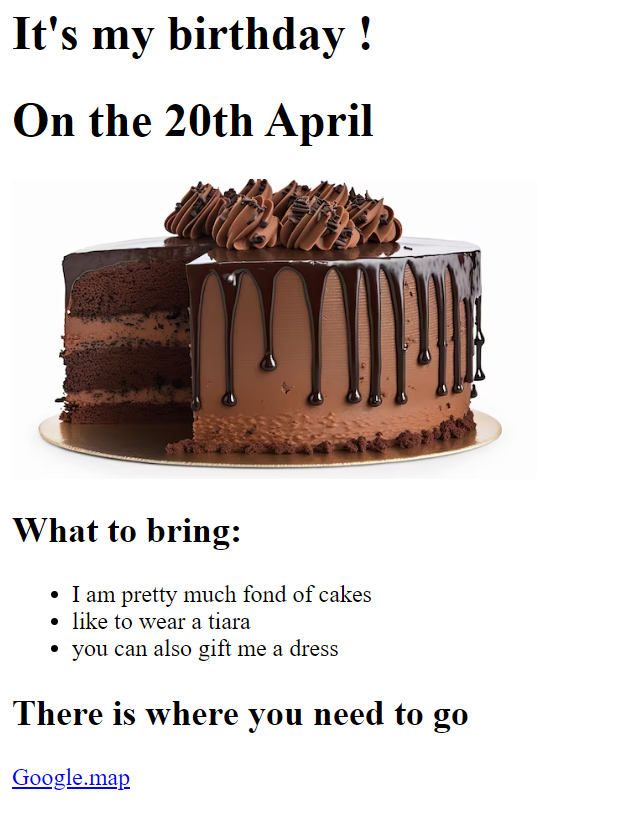 It's my birthday !
On the 20th April
What to bring:
I am pretty much fond of cakes
like to wear a tiara
you can also gift me a dress
There is where you need to go
Google.map